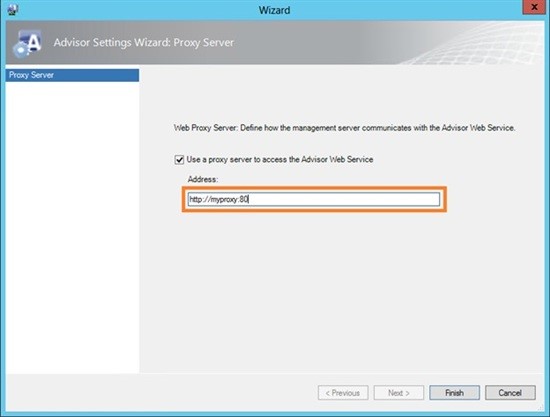 Wizard
x
Advisor Settings Wizard: Proxy Server
Proxy Server
Web Proxy Server: Define how the management server communicates with the Advisor Web Service.
Use a proxy server to access the Advisor Web Service
Address:
http://myproxy:80
< Previous
Next >
Finish
Cancel